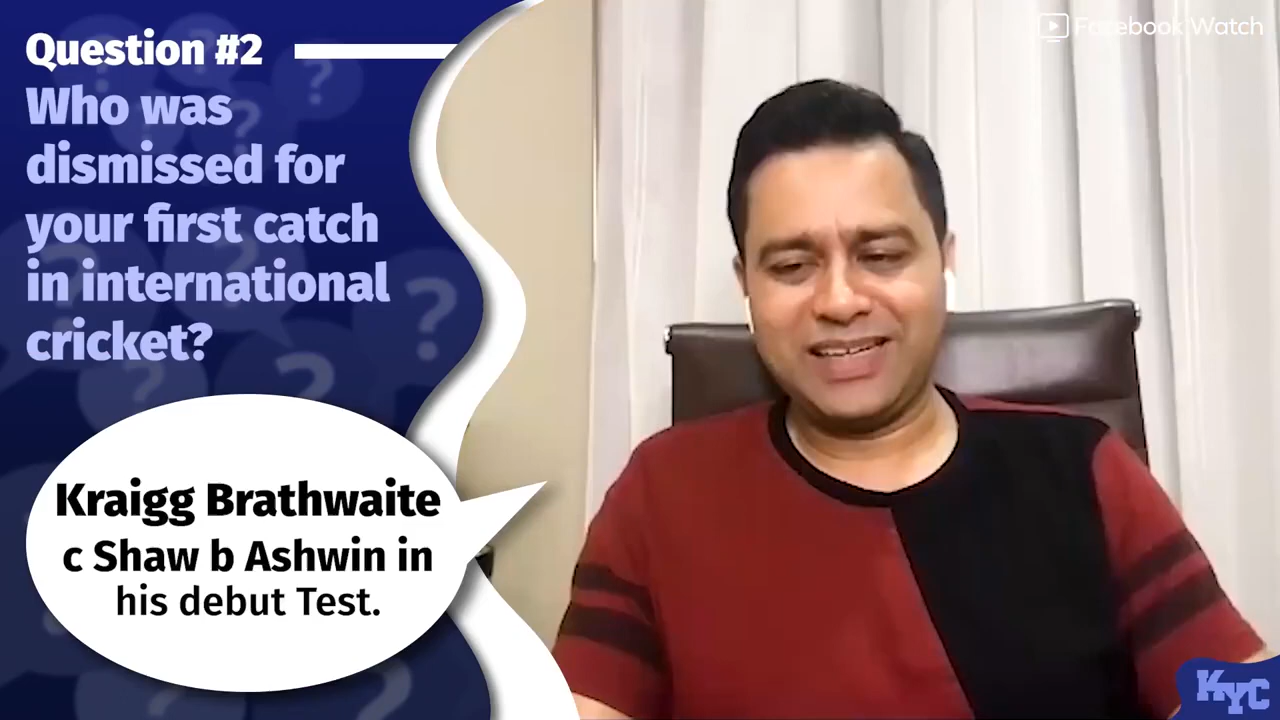 Question #2
Who was
dismissed for
your first catch
in international
cricket?
Kraigg Brathwaite
c Shaw b Ashwin in
his debut Test.
Facebook Watch
KYC